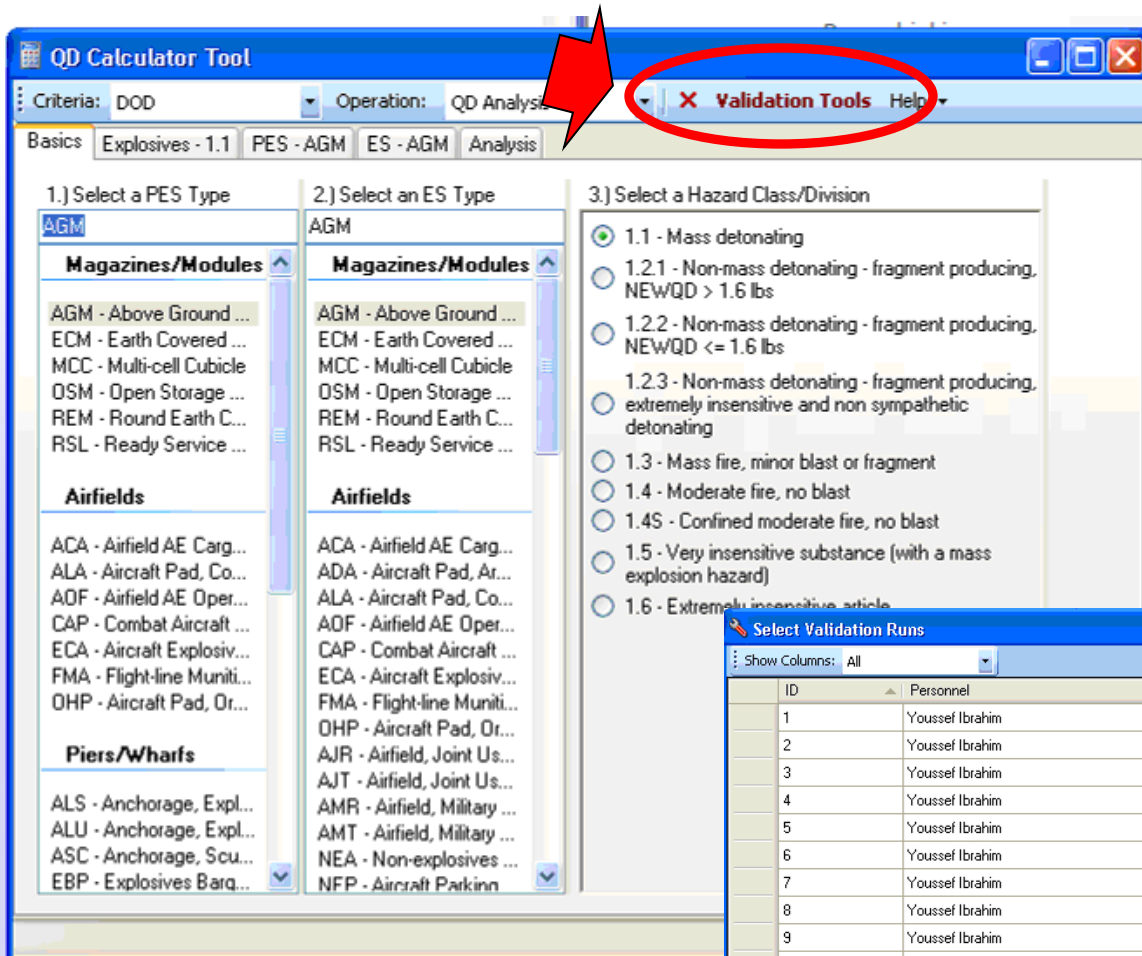 QD Calculator Tool
Criteria: DOD Operation: QD Analysis Validation Tools Help
Basics Explosives - 1.1 PES - AGM ES - AGM Analysis
1.) Select a PES Type
AGM
Magazines/Modules
AGM - Above Ground ...
ECM - Earth Covered ...
MCC - Multi-cell Cubicle
OSM - Open Storage ...
REM - Round Earth C...
RSL - Ready Service ...
Airfields
ACA - Airfield AE Carg...
ALA - Aircraft Pad, Co...
AOF - Airfield AE Oper...
CAP - Combat Aircraft ...
ECA - Aircraft Explosiv...
FMA - Flight-line Muniti...
OHP - Aircraft Pad, Or...
Piers/Wharfs
ALS - Anchorage, Expl...
ALU - Anchorage, Expl...
ASC - Anchorage, Scu...
EBP - Explosives Barg...
2.) Select an ES Type
AGM
Magazines/Modules
AGM - Above Ground ...
ECM - Earth Covered ...
MCC - Multi-cell Cubicle
OSM - Open Storage ...
REM - Round Earth C...
RSL - Ready Service ...
Airfields
ACA - Airfield AE Carg...
ADA - Aircraft Pad, Ar...
ALA - Aircraft Pad, Co...
AOF - Airfield AE Oper...
CAP - Combat Aircraft ...
ECA - Aircraft Explosiv...
FMA - Flight-line Muniti...
OHP - Aircraft Pad, Or...
AJR - Airfield, Joint Us...
AJT - Airfield, Joint Us...
AMR - Airfield, Military ...
AMT - Airfield, Military ...
NEA - Non-explosives ...
NFP - Aircraft Parking
3.) Select a Hazard Class/Division
1.1 - Mass detonating
1.2.1 - Non-mass detonating - fragment producing,
NEWQD > 1.6 lbs
1.2.2 - Non-mass detonating - fragment producing,
NEWQD <= 1.6 lbs
1.2.3 - Non-mass detonating - fragment producing,
extremely insensitive and non sympathetic
detonating
1.3 - Mass fire, minor blast or fragment
1.4 - Moderate fire, no blast
1.4S - Confined moderate fire, no blast
1.5 - Very insensitive substance (with a mass
explosion hazard)
1.6 - Extremely insensitive article
Select Validation Runs
Show Columns: All
ID Personnel
1 Youssef Ibrahim
2 Youssef Ibrahim
3 Youssef Ibrahim
4 Youssef Ibrahim
5 Youssef Ibrahim
6 Youssef Ibrahim
7 Youssef Ibrahim
8 Youssef Ibrahim
9 Youssef Ibrahim